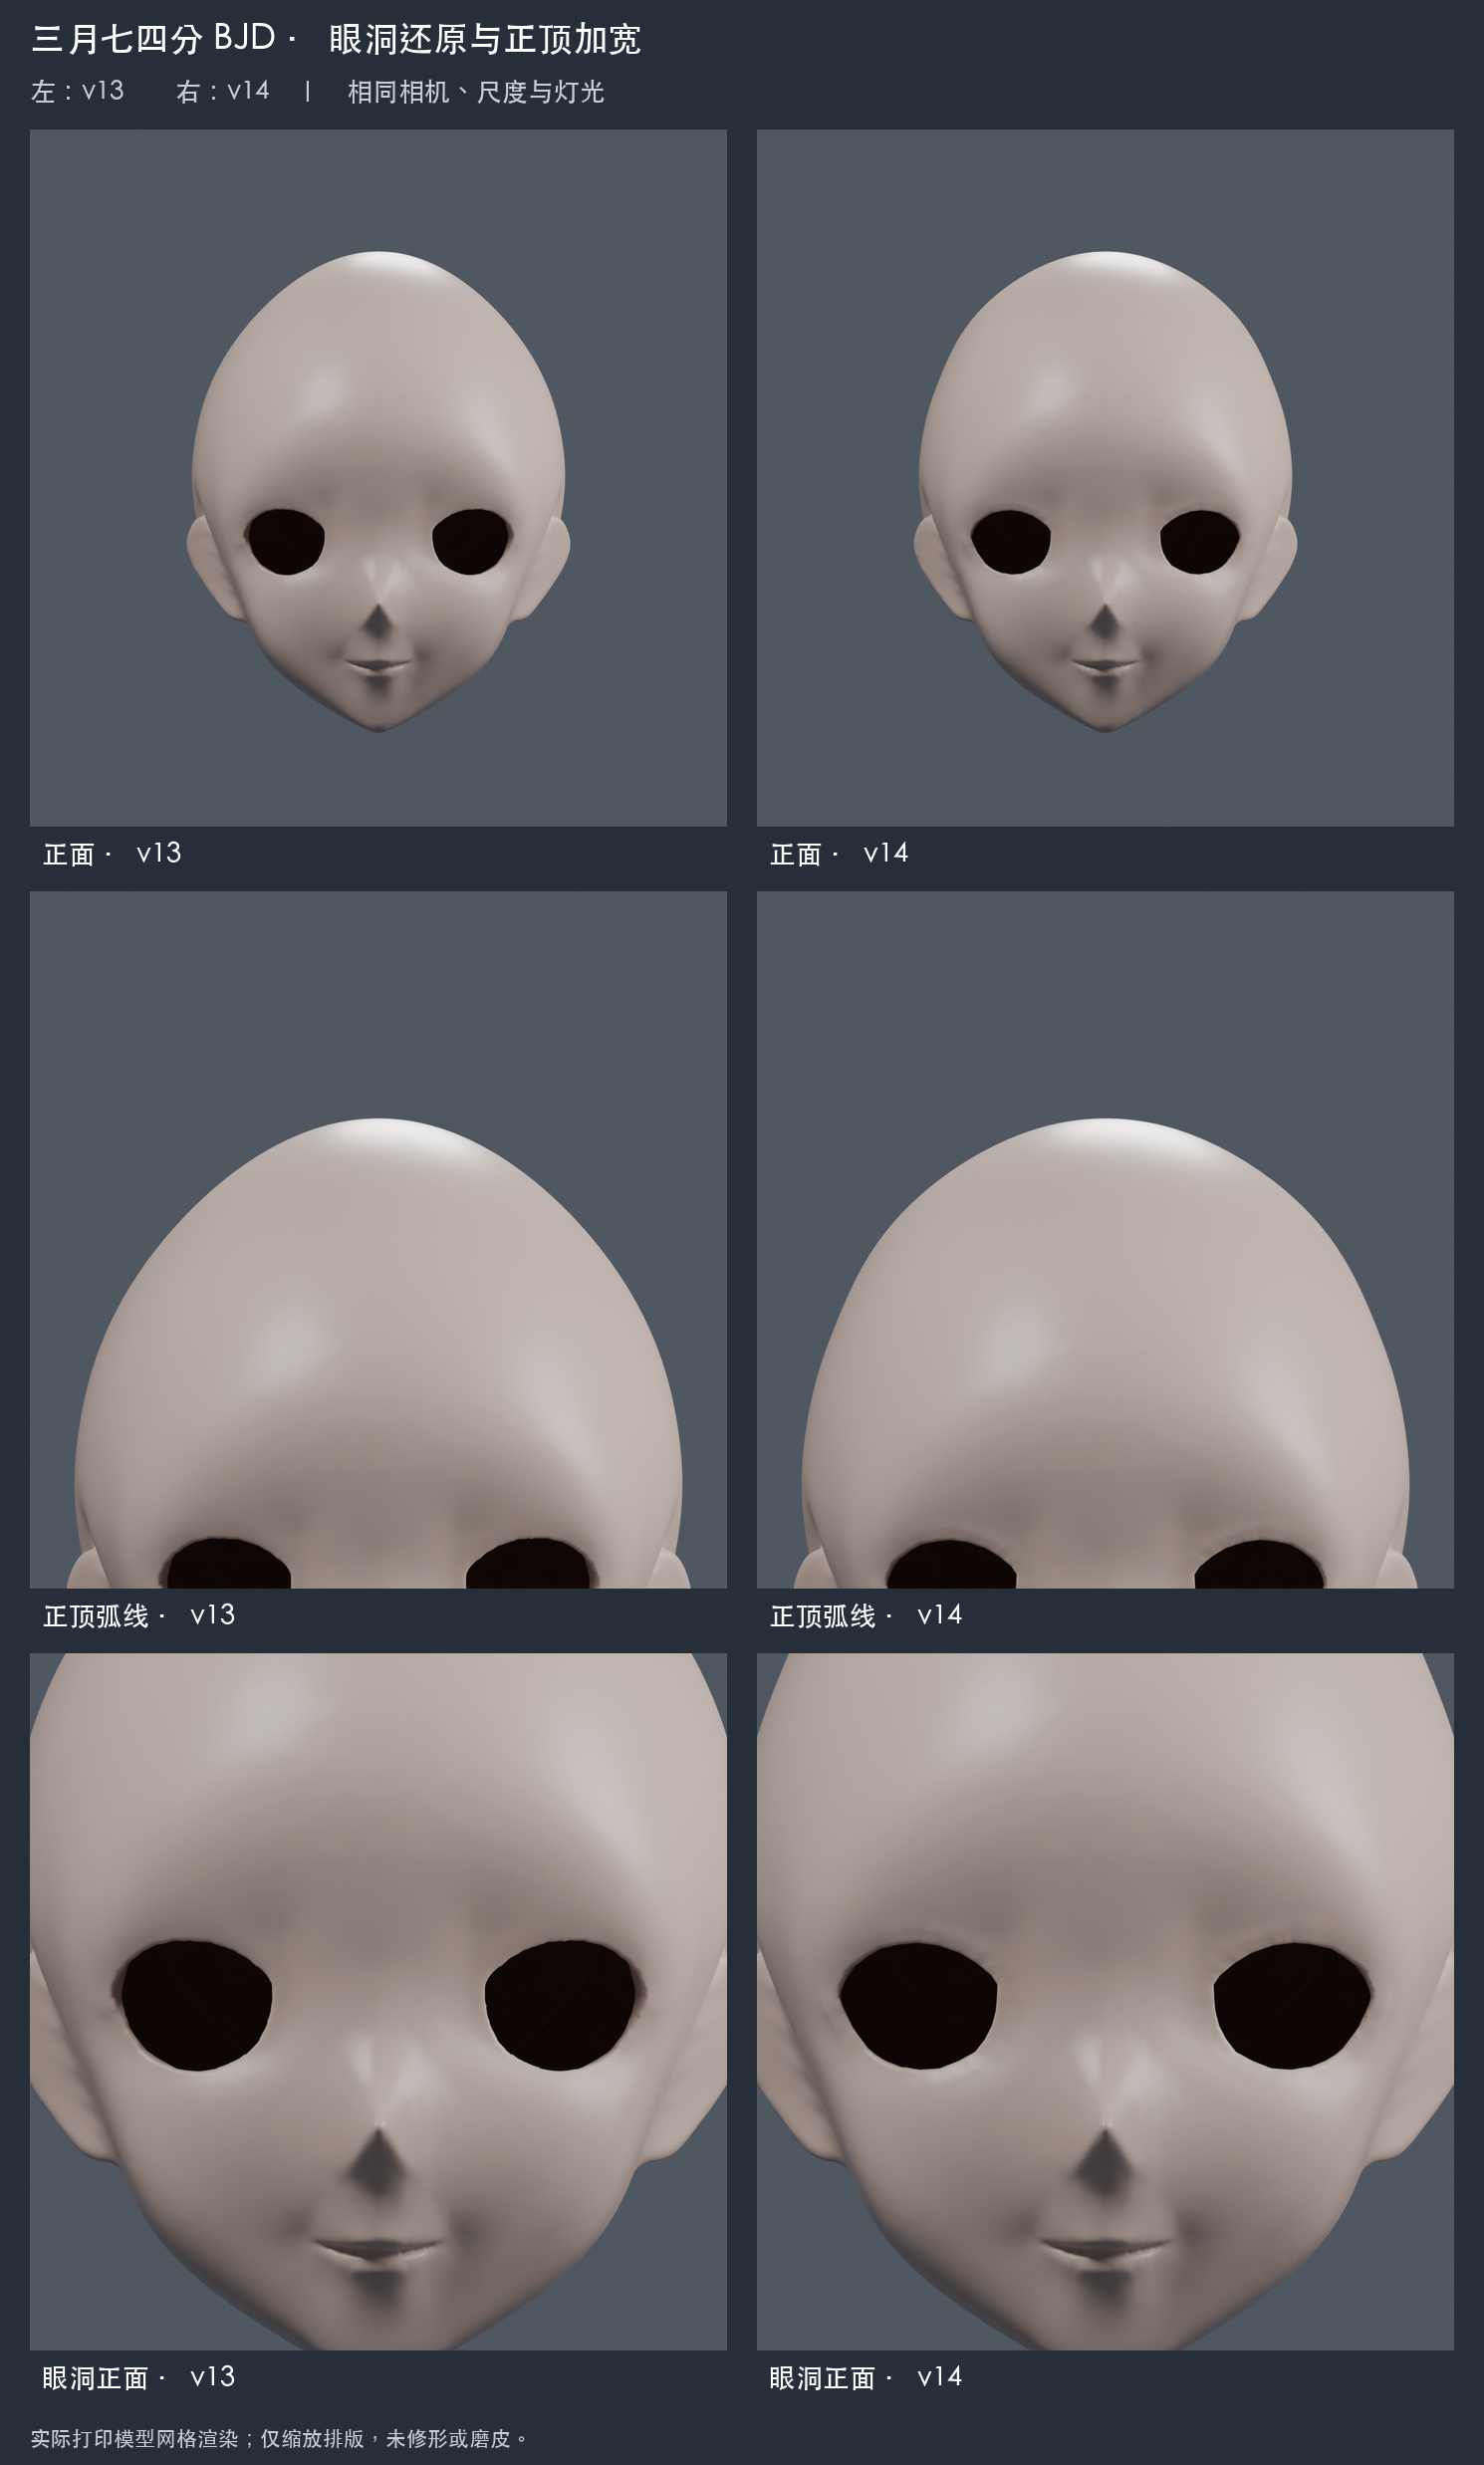 三月七四分 BJD · 眼洞还原与正顶加宽
左：v13 右：v14 | 相同相机、尺度与灯光
正面 · v13
正面 · v14
正顶弧线 · v13
正顶弧线 · v14
眼洞正面 · v13
眼洞正面 · v14
实际打印模型网格渲染；仅缩放排版，未修形或磨皮。